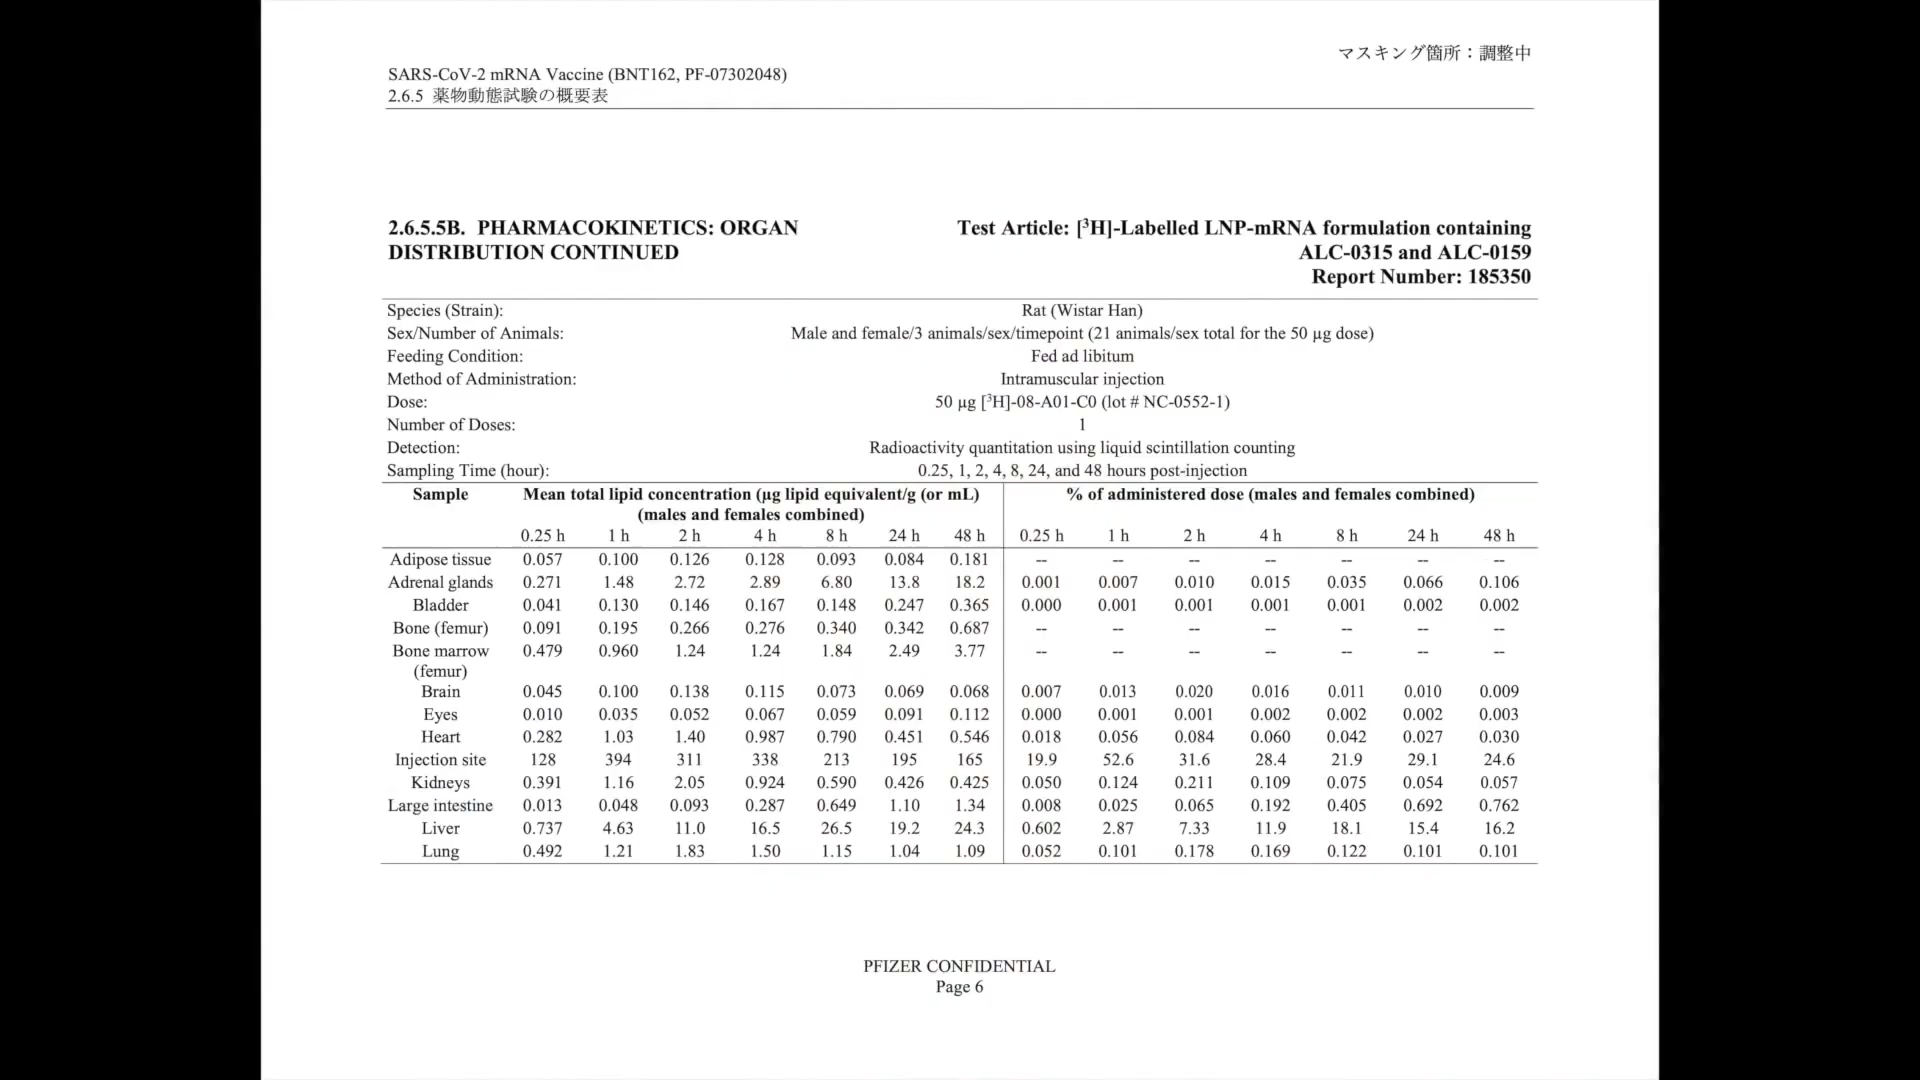 マスキング箇所：調整中
SARS-CoV-2 mRNA Vaccine (BNT162, PF-07302048)
2.6.5 薬物動態試験の概要表
2.6.5.5B. PHARMACOKINETICS: ORGAN
DISTRIBUTION CONTINUED
Test Article: [³H]-Labelled LNP-mRNA formulation containing
ALC-0315 and ALC-0159
Report Number: 185350
Species (Strain): Rat (Wistar Han)
Sex/Number of Animals: Male and female/3 animals/sex/timepoint (21 animals/sex total for the 50 µg dose)
Feeding Condition: Fed ad libitum
Method of Administration: Intramuscular injection
Dose: 50 µg [³H]-08-A01-C0 (lot # NC-0552-1)
Number of Doses: 1
Detection: Radioactivity quantitation using liquid scintillation counting
Sampling Time (hour): 0.25, 1, 2, 4, 8, 24, and 48 hours post-injection
Sample Mean total lipid concentration (µg lipid equivalent/g (or mL) % of administered dose (males and females combined)
(males and females combined)
0.25 h 1 h 2 h 4 h 8 h 24 h 48 h 0.25 h 1 h 2 h 4 h 8 h 24 h 48 h
Adipose tissue 0.057 0.100 0.126 0.128 0.093 0.084 0.181 -- -- -- -- -- -- --
Adrenal glands 0.271 1.48 2.72 2.89 6.80 13.8 18.2 0.001 0.007 0.010 0.015 0.035 0.066 0.106
Bladder 0.041 0.130 0.146 0.167 0.148 0.247 0.365 0.000 0.001 0.001 0.001 0.001 0.002 0.002
Bone (femur) 0.091 0.195 0.266 0.276 0.340 0.342 0.687 -- -- -- -- -- -- --
Bone marrow 0.479 0.960 1.24 1.24 1.84 2.49 3.77 -- -- -- -- -- -- --
(femur)
Brain 0.045 0.100 0.138 0.115 0.073 0.069 0.068 0.007 0.013 0.020 0.016 0.011 0.010 0.009
Eyes 0.010 0.035 0.052 0.067 0.059 0.091 0.112 0.000 0.001 0.001 0.002 0.002 0.002 0.003
Heart 0.282 1.03 1.40 0.987 0.790 0.451 0.546 0.018 0.056 0.084 0.060 0.042 0.027 0.030
Injection site 128 394 311 338 213 195 165 19.9 52.6 31.6 28.4 21.9 29.1 24.6
Kidneys 0.391 1.16 2.05 0.924 0.590 0.426 0.425 0.050 0.124 0.211 0.109 0.075 0.054 0.057
Large intestine 0.013 0.048 0.093 0.287 0.649 1.10 1.34 0.008 0.025 0.065 0.192 0.405 0.692 0.762
Liver 0.737 4.63 11.0 16.5 26.5 19.2 24.3 0.602 2.87 7.33 11.9 18.1 15.4 16.2
Lung 0.492 1.21 1.83 1.50 1.15 1.04 1.09 0.052 0.101 0.178 0.169 0.122 0.101 0.101
PFIZER CONFIDENTIAL
Page 6